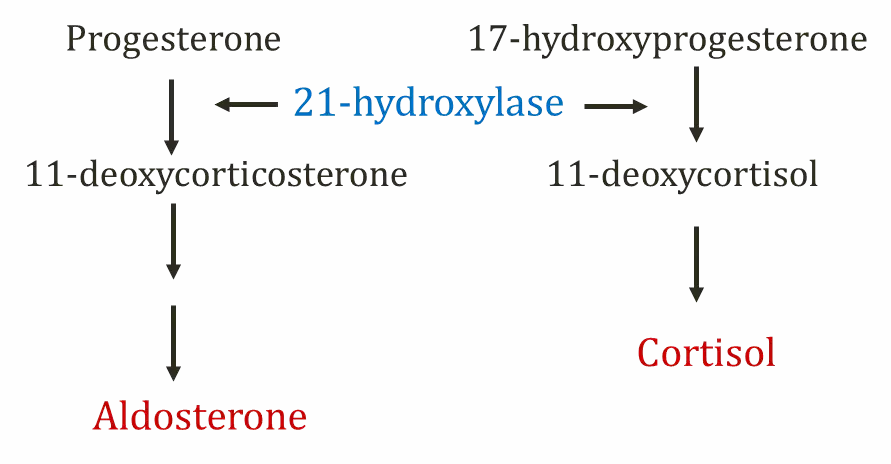 Progesterone
17-hydroxyprogesterone
21-hydroxylase
11-deoxycorticosterone
11-deoxycortisol
Cortisol
Aldosterone